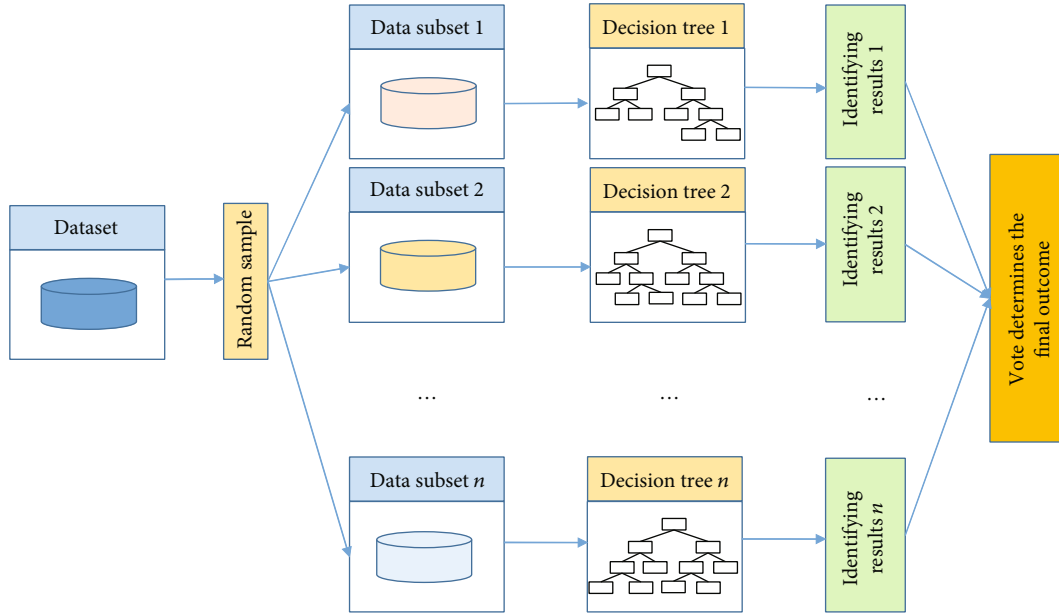 Data subset 1
Decision tree 1
Identifying
results 1
Data subset 2
Decision tree 2
Identifying
results 2
Dataset
Random sample
Vote determines the
final outcome
...
...
...
Data subset n
Decision tree n
Identifying
results n